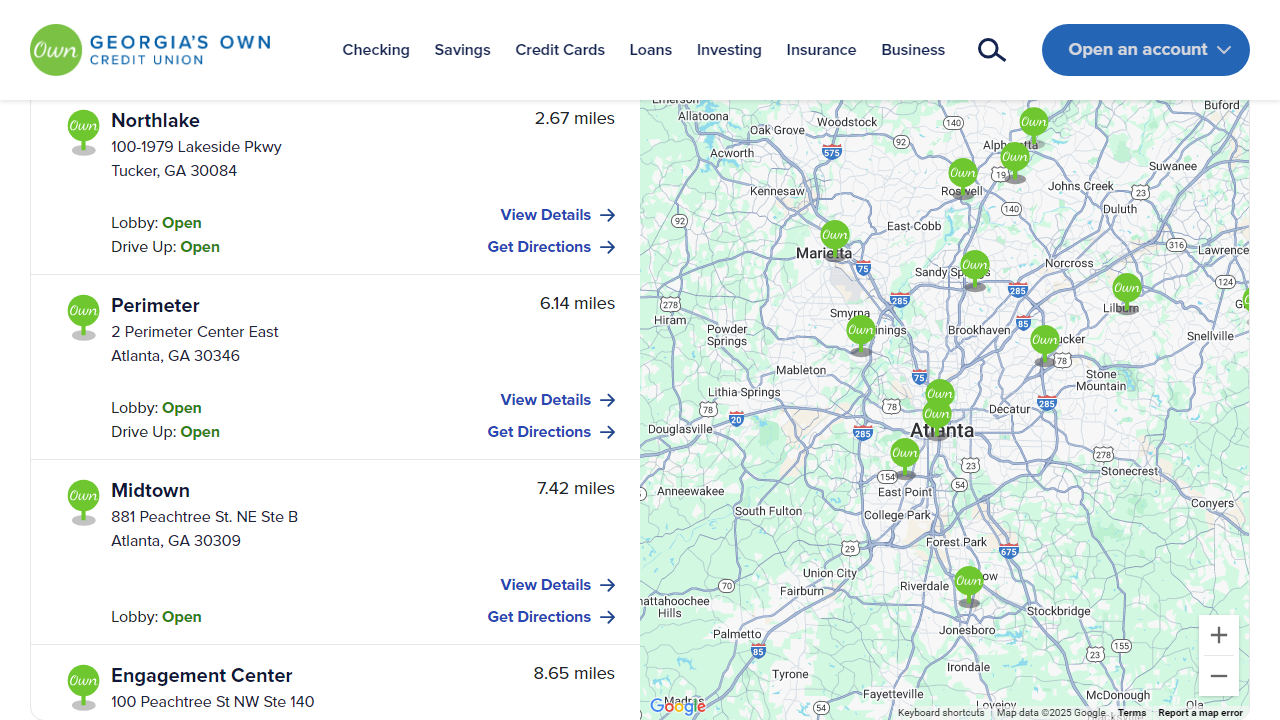 Own
GEORGIA'S OWN
CREDIT UNION
Checking
Savings
Credit Cards
Loans
Investing
Insurance
Business
Open an account
Own
Northlake
2.67 miles
100-1979 Lakeside Pkwy
Tucker, GA 30084
Lobby: Open
View Details
Drive Up: Open
Get Directions
Own
Perimeter
6.14 miles
2 Perimeter Center East
Atlanta, GA 30346
Lobby: Open
View Details
Drive Up: Open
Get Directions
Own
Midtown
7.42 miles
881 Peachtree St. NE Ste B
Atlanta, GA 30309
View Details
Lobby: Open
Get Directions
Own
Engagement Center
8.65 miles
100 Peachtree St NW Ste 140
Emerson
Allatoona
Buford
Woodstock
140
Own
Oak Grove
92
575
Acworth
Own
Suwanee
Own
19
Kennesaw
Johns Creek
23
140
Duluth
92
East Cobb
Own
316
Lawrence
Marietta
75
Own
Sandy Springs
Norcross
124
285
285
Own
Lilburn
278
Hiram
Smyrna
85
Powder
Springs
Own
Brookhaven
Own
Snellville
78
Mableton
75
Stone
Mountain
Lithia Springs
Own
285
78
78
20
Own
Decatur
Douglasville
285
Atlanta
Own
278
23
154
Stonecrest
54
Anneewakee
East Point
Conyers
South Fulton
College Park
Forest Park
29
675
Union City
Own
70
Fairburn
Riverdale
Hills
Stockbridge
Palmetto
Jonesboro
85
155
23
Irondale
Tyrone
Fayetteville
McDonough
54
Google
Keyboard shortcuts
Map data ©2025 Google
Terms
Report a map error